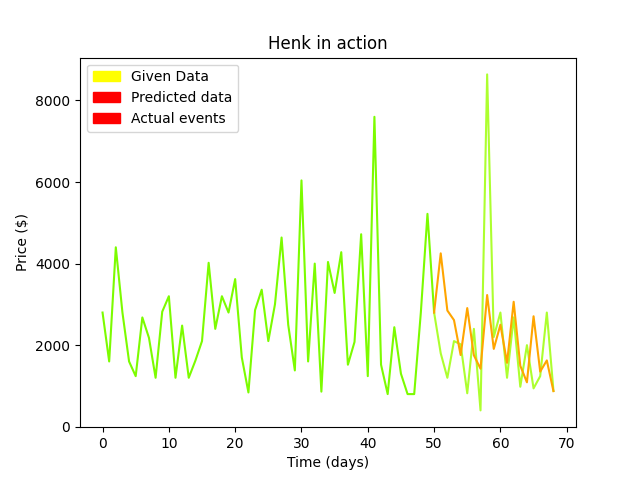 Henk in action
Given Data
Predicted data
Actual events
Price ($)
8000
6000
4000
2000
0
0 10 20 30 40 50 60 70
Time (days)